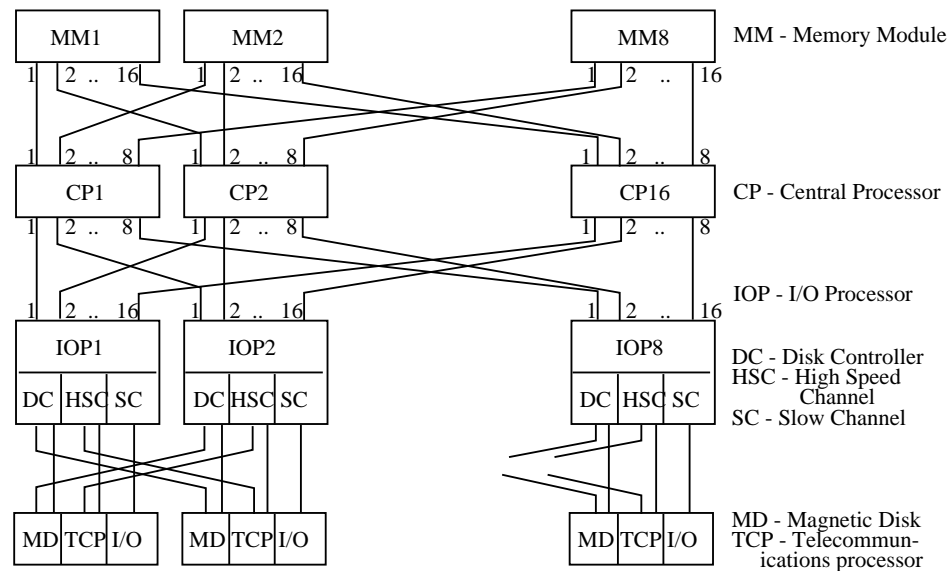 MM1 MM2 MM8 MM - Memory Module
1 2 .. 16 1 2 .. 16 1 2 .. 16
1 2 .. 8 1 2 .. 8 1 2 .. 8
CP1 CP2 CP16 CP - Central Processor
1 2 .. 8 1 2 .. 8 1 2 .. 8
IOP - I/O Processor
1 2 .. 16 1 2 .. 16 1 2 .. 16
IOP1 IOP2 IOP8
DC - Disk Controller
HSC - High Speed
Channel
DC HSC SC DC HSC SC DC HSC SC
SC - Slow Channel
MD - Magnetic Disk
MD TCP I/O MD TCP I/O MD TCP I/O
TCP - Telecommun-
ications processor